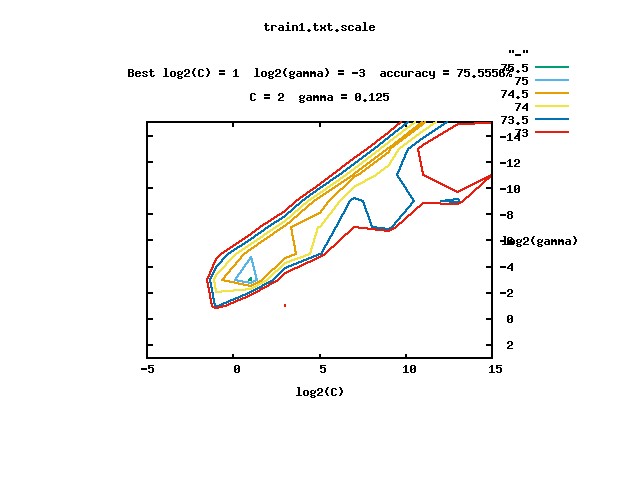 train1.txt.scale
"-"
Best log2(C) = 1 log2(gamma) = -3 accuracy = 75.5556%
75.5
75
C = 2 gamma = 0.125
74.5
74
73.5
73
-14
-12
-10
-8
-6
log2(gamma)
-4
-2
0
2
-5 0 5 10 15
log2(C)